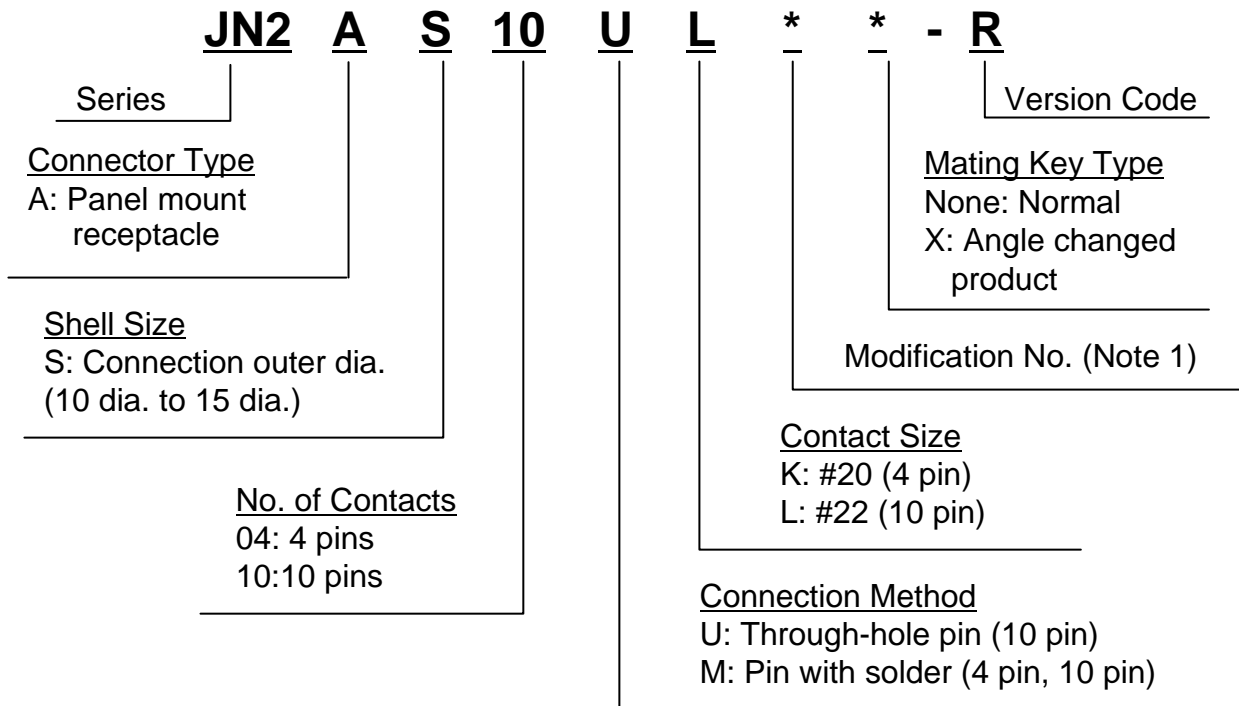 JN2 A S 10 U L * * - R
Series
Version Code
Connector Type
A: Panel mount
receptacle
Mating Key Type
None: Normal
X: Angle changed
product
Shell Size
S: Connection outer dia.
(10 dia. to 15 dia.)
Modification No. (Note 1)
Contact Size
K: #20 (4 pin)
L: #22 (10 pin)
No. of Contacts
04: 4 pins
10:10 pins
Connection Method
U: Through-hole pin (10 pin)
M: Pin with solder (4 pin, 10 pin)